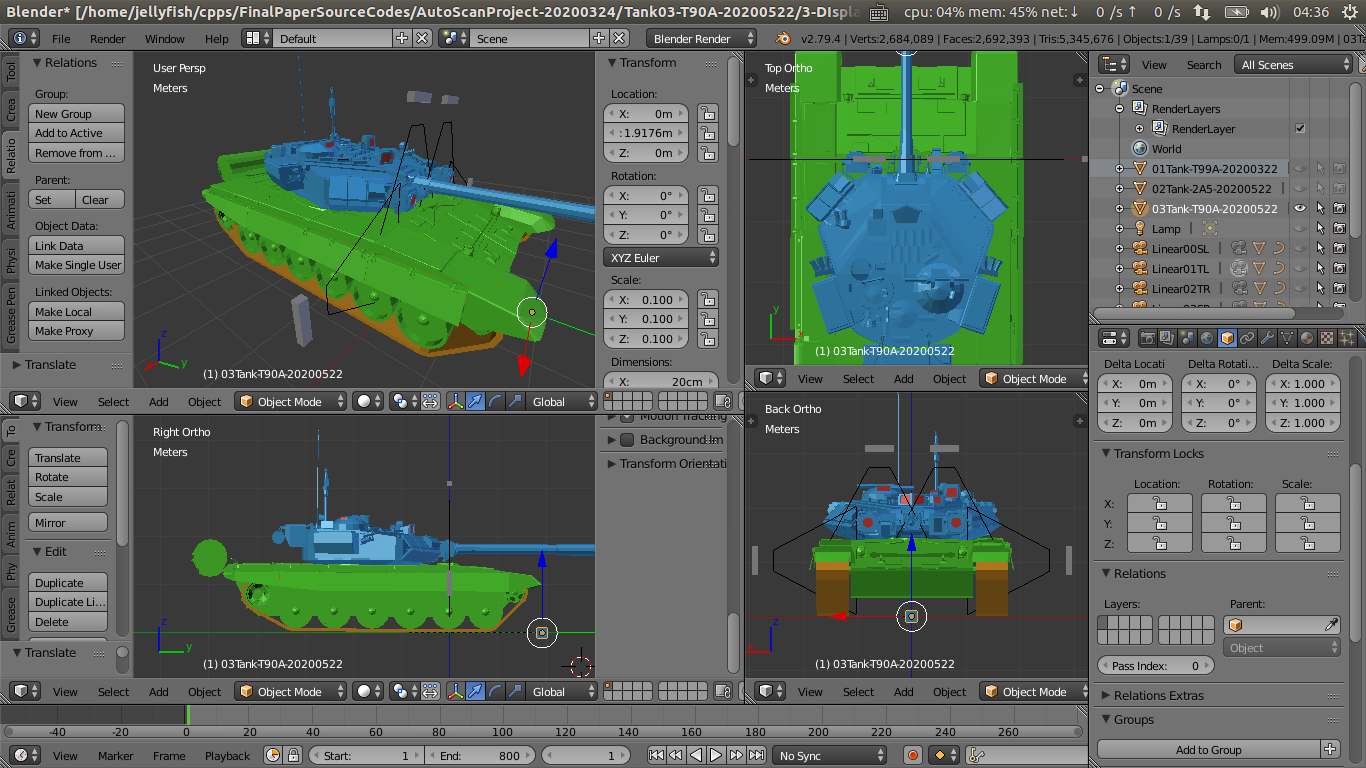 Blender* [/home/jellyfish/cpps/FinalPaperSourceCodes/AutoScanProject-20200324/Tank03-T90A-20200522/3-DIspla
cpu: 04% mem: 45% net:↓ 0 /s ↑ 0 /s
04:36
File Render Window Help
Default
Scene
Blender Render
v2.79.4 | Verts:2,684,089 | Faces:2,692,393 | Tris:5,345,676 | Objects:1/39 | Lamps:0/1 | Mem:499.09M | 03Ta
Tool
Crea
Relatio
Animati
Physi
Grease Pen
Relations
Group:
New Group
Add to Active
Remove from ...
Parent:
Set Clear
Object Data:
Link Data
Make Single User
Linked Objects:
Make Local
Make Proxy
Translate
User Persp
Meters
z
y
(1) 03Tank-T90A-20200522
Transform
Location:
X: 0m
:1.9176m
Z: 0m
Rotation:
X: 0°
Y: 0°
Z: 0°
XYZ Euler
Scale:
X: 0.100
Y: 0.100
Z: 0.100
Dimensions:
X: 20cm
View Select Add Object
Object Mode
Global
Top Ortho
Meters
y
x
(1) 03Tank-T90A-20200522
View Select Add Object
Object Mode
View Search
All Scenes
Scene
RenderLayers
RenderLayer
World
01Tank-T99A-20200322
02Tank-2A5-20200522
03Tank-T90A-20200522
Lamp
Linear00SL
Linear01TL
Linear02TR
To
Cre
Relat
Anim
Phy
Grease
Transform
Translate
Rotate
Scale
Mirror
Edit
Duplicate
Duplicate Li...
Delete
Translate
Right Ortho
Meters
z
y
(1) 03Tank-T90A-20200522
Motion Tracking
Background Im
Transform Orientati
View Select Add Object
Object Mode
Global
Back Ortho
Meters
z
x
(1) 03Tank-T90A-20200522
View Select Add Object
Object Mode
Delta Locati Delta Rotati... Delta Scale:
X: 0m X: 0° X: 1.000
Y: 0m Y: 0° Y: 1.000
Z: 0m Z: 0° Z: 1.000
Transform Locks
Location: Rotation: Scale:
X:
Y:
Z:
Relations
Layers: Parent:
Object
Pass Index: 0
Relations Extras
Groups
Add to Group
-40 -20 0 20 40 60 80 100 120 140 160 180 200 220 240 260
View Marker Frame Playback
Start: 1
End: 800
1
No Sync